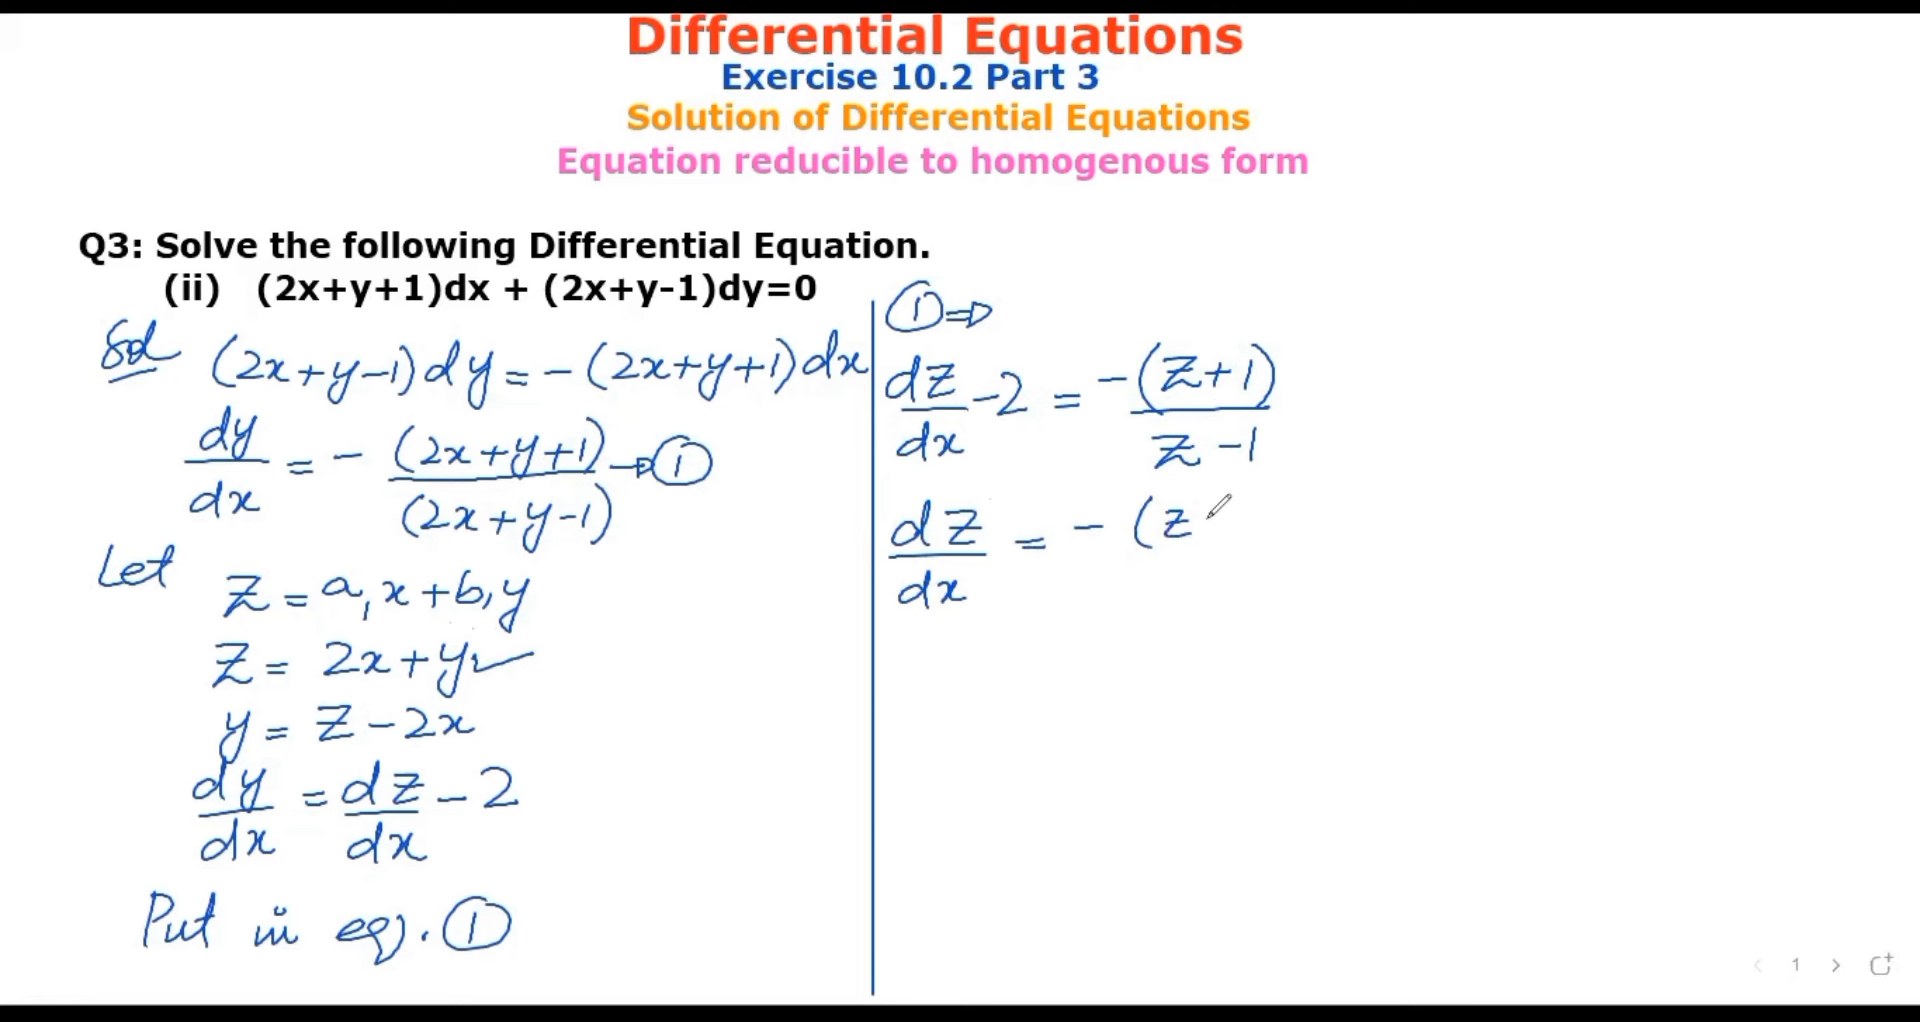 Differential Equations
Exercise 10.2 Part 3
Solution of Differential Equations
Equation reducible to homogenous form
Q3: Solve the following Differential Equation.
(ii) (2x+y+1)dx + (2x+y-1)dy=0
Sol (2x+y-1)dy = -(2x+y+1)dx
dy/dx = - (2x+y+1)/(2x+y-1) → ①
Let
z = a₁x + b₁y
z = 2x+y ✓
y = z - 2x
dy/dx = dz/dx - 2
Put in eq. ①
① ⇒
dz/dx - 2 = -(z+1)/(z-1)
dz/dx = - (z
1